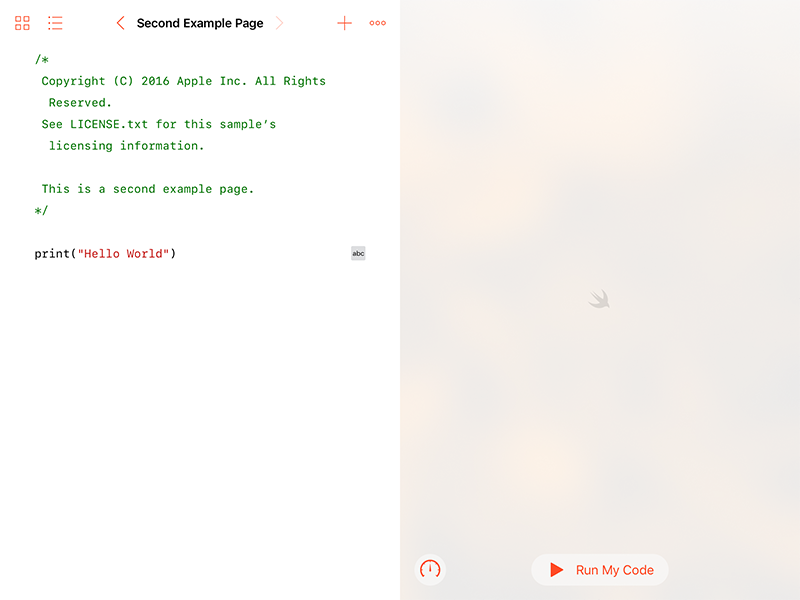 Second Example Page
/*
Copyright (C) 2016 Apple Inc. All Rights
Reserved.
See LICENSE.txt for this sample’s
licensing information.
This is a second example page.
*/
print("Hello World")
abc
Run My Code